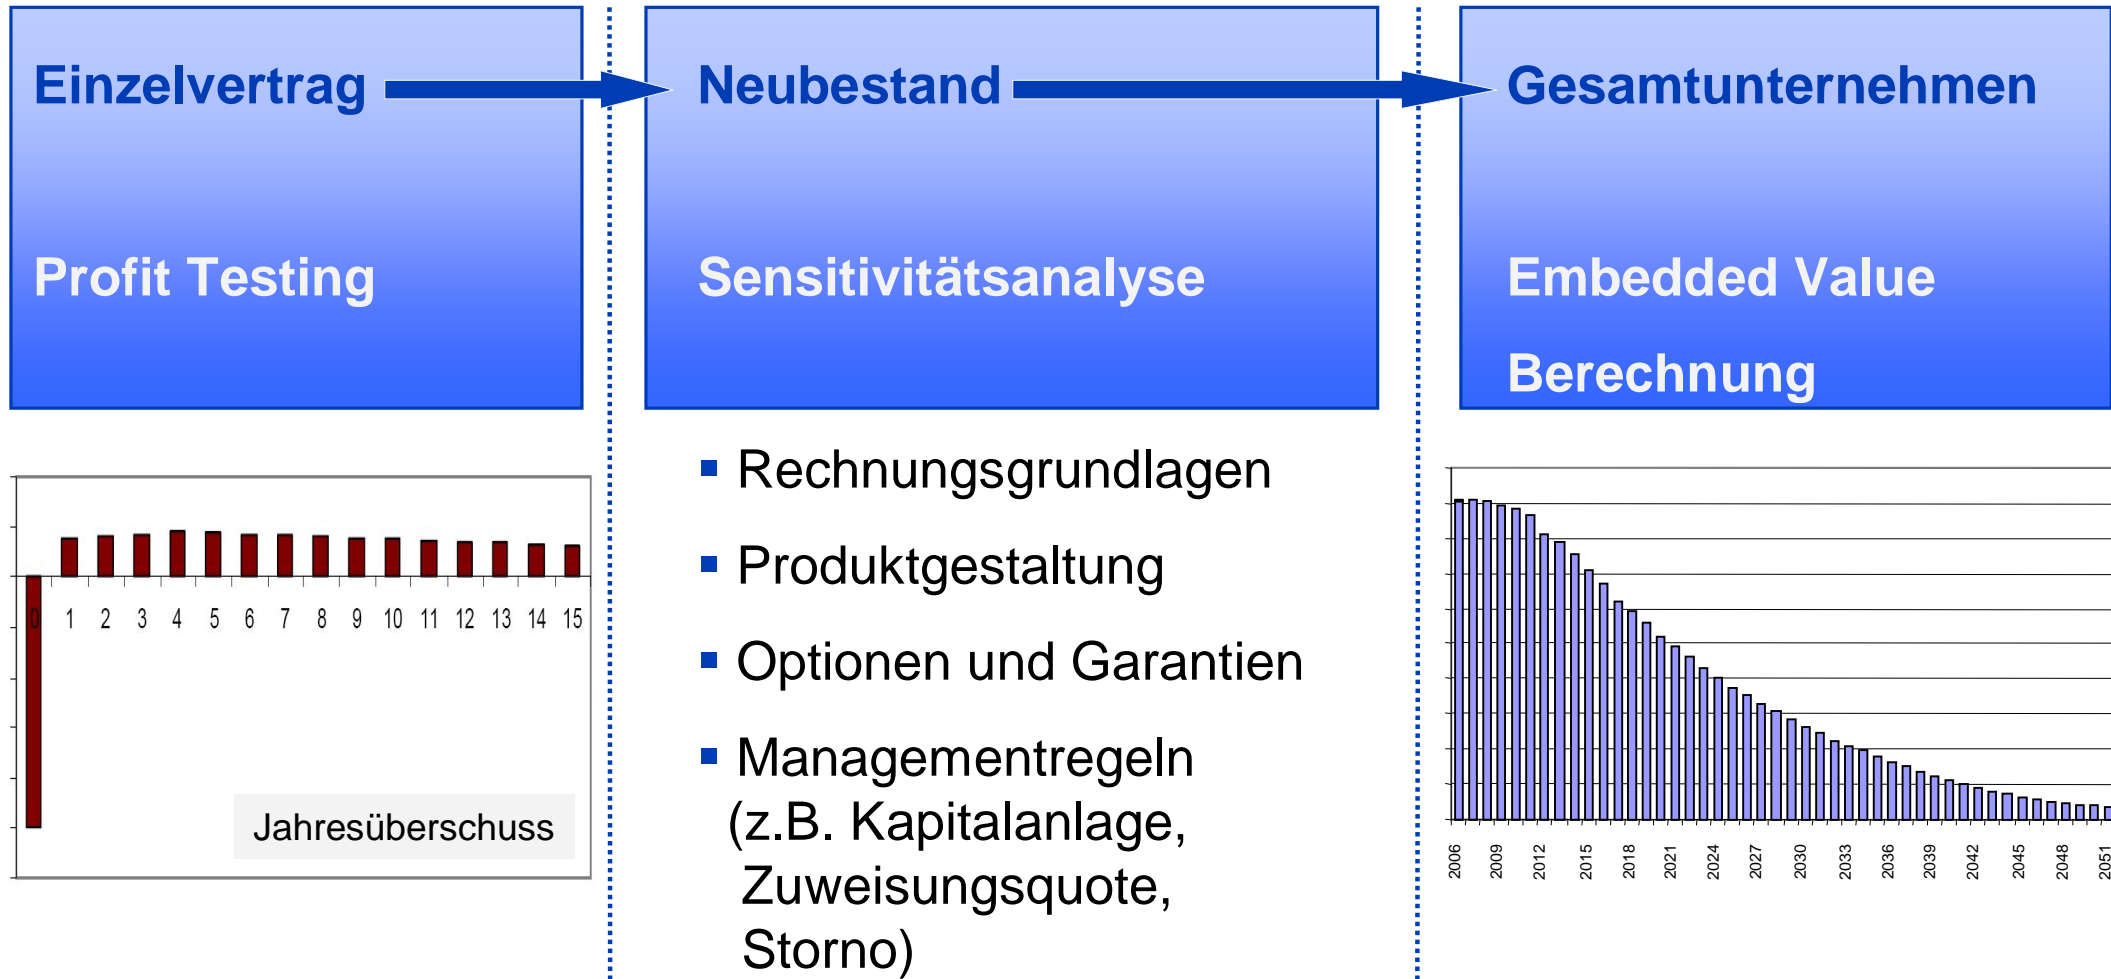 Einzelvertrag
Profit Testing
0 1 2 3 4 5 6 7 8 9 10 11 12 13 14 15
Jahresüberschuss
Neubestand
Sensitivitätsanalyse
Rechnungsgrundlagen
Produktgestaltung
Optionen und Garantien
Managementregeln
(z.B. Kapitalanlage,
Zuweisungsquote,
Storno)
Gesamtunternehmen
Embedded Value
Berechnung
2006 2009 2012 2015 2018 2021 2024 2027 2030 2033 2036 2039 2042 2045 2048 2051